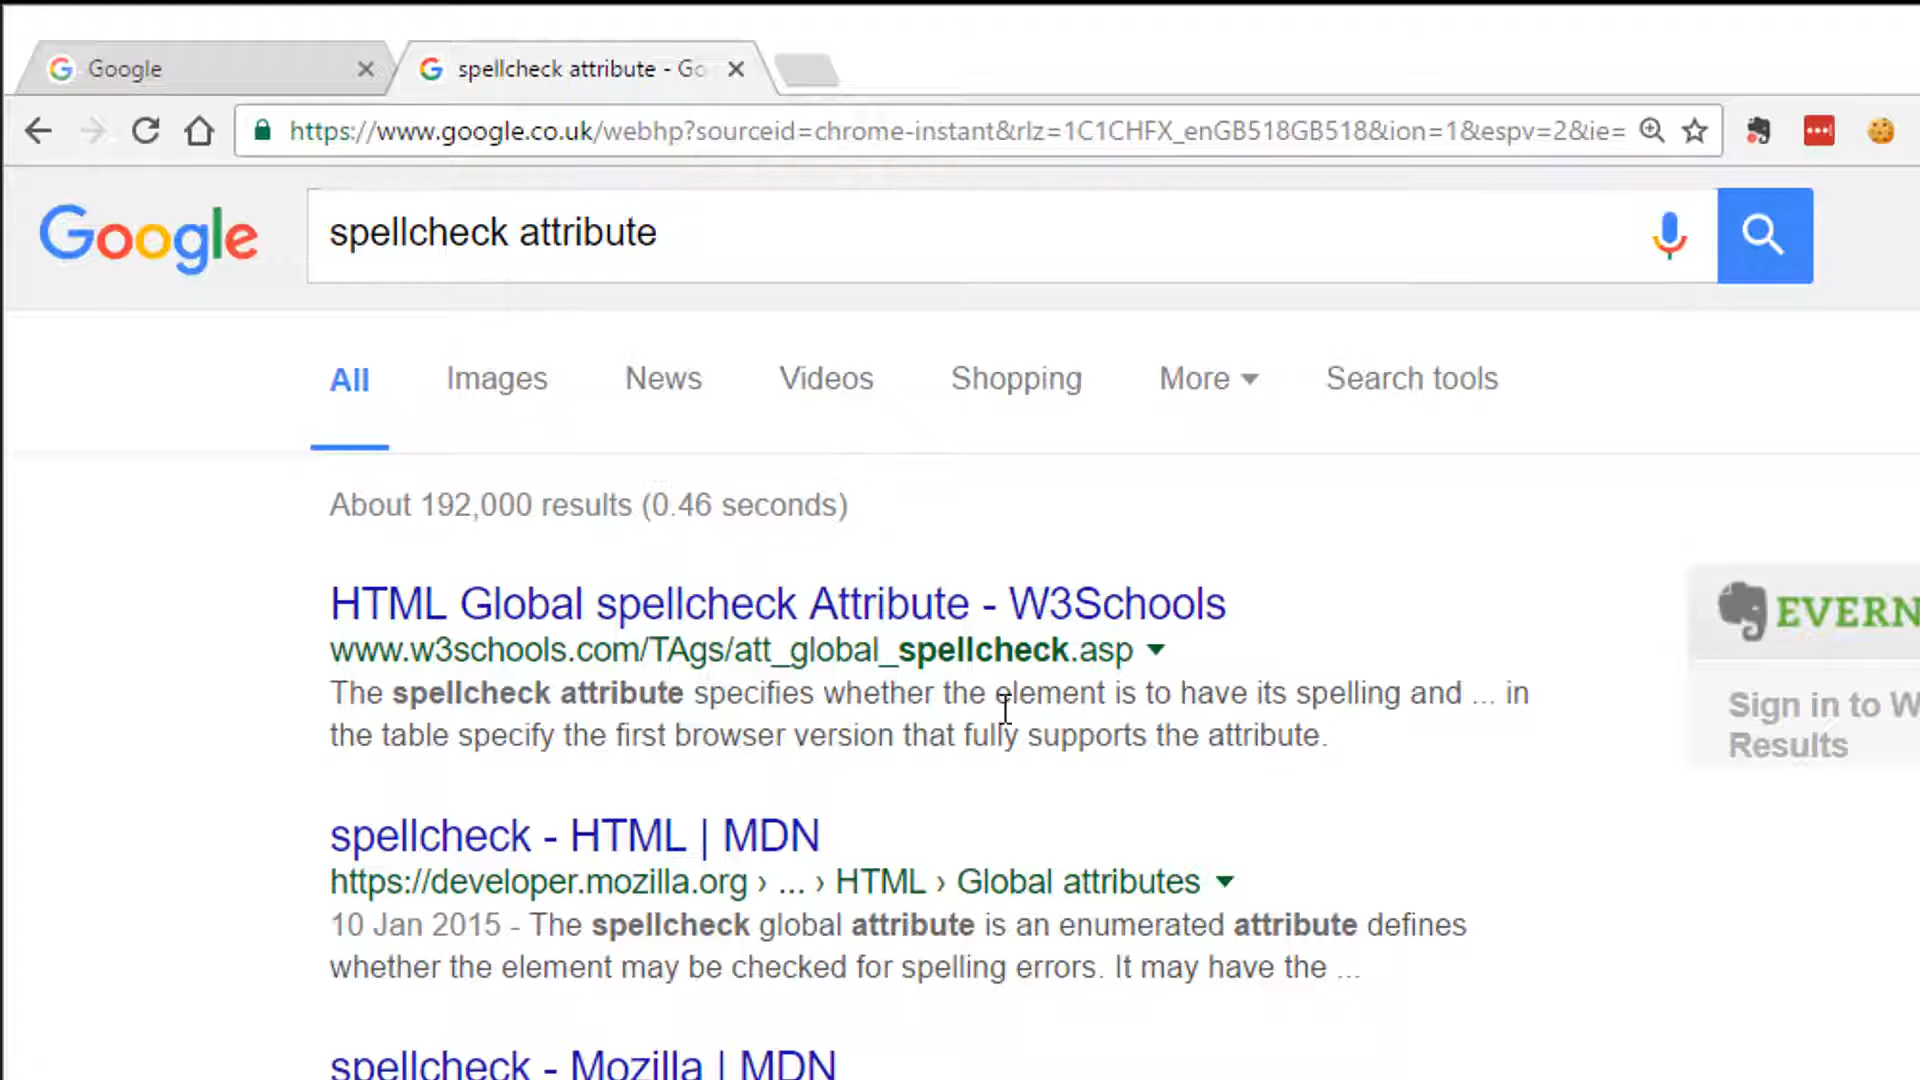 Google
spellcheck attribute - Go
https://www.google.co.uk/webhp?sourceid=chrome-instant&rlz=1C1CHFX_enGB518GB518&ion=1&espv=2&ie=
Google
spellcheck attribute
All
Images
News
Videos
Shopping
More
Search tools
About 192,000 results (0.46 seconds)
HTML Global spellcheck Attribute - W3Schools
www.w3schools.com/TAgs/att_global_spellcheck.asp
The spellcheck attribute specifies whether the element is to have its spelling and ... in
the table specify the first browser version that fully supports the attribute.
EVERN
Sign in to W
Results
spellcheck - HTML | MDN
https://developer.mozilla.org › ... › HTML › Global attributes
10 Jan 2015 - The spellcheck global attribute is an enumerated attribute defines
whether the element may be checked for spelling errors. It may have the ...
spellcheck - Mozilla | MDN